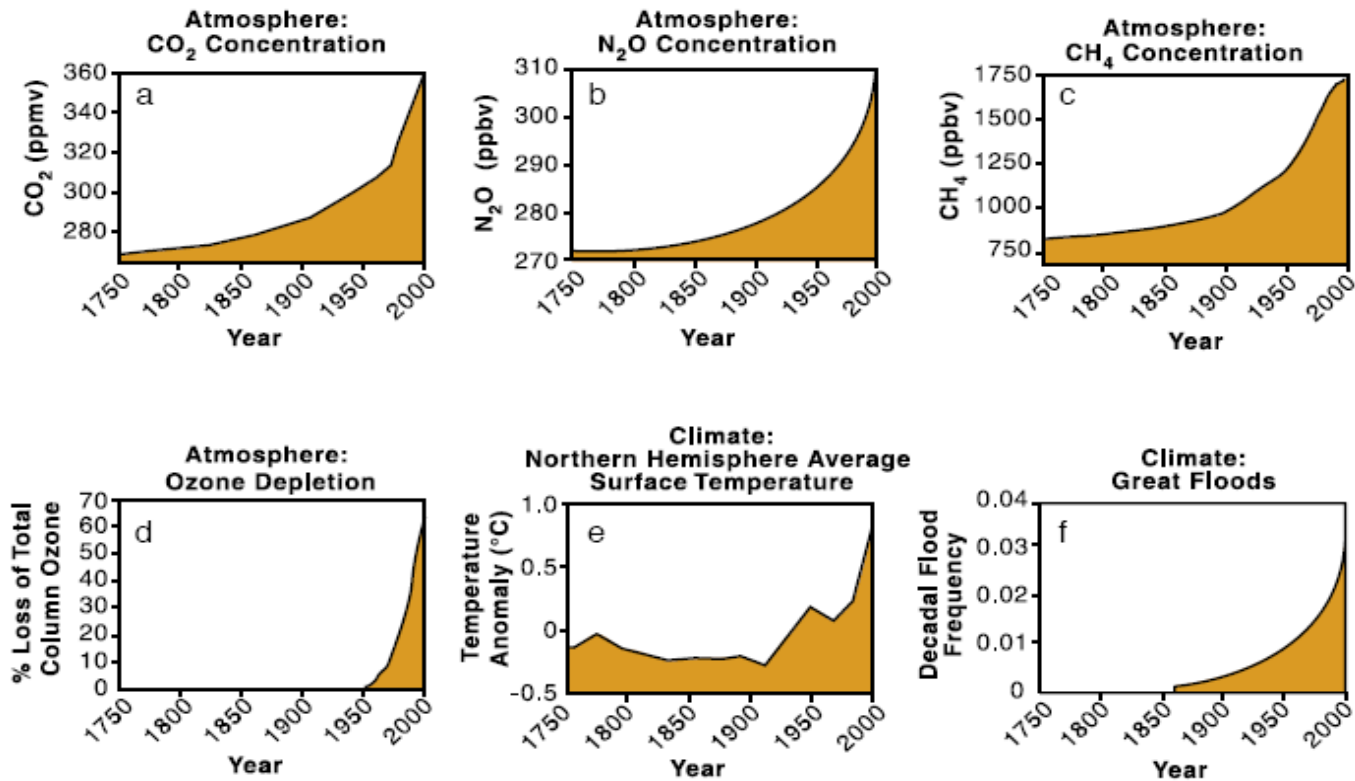 Atmosphere:
CO₂ Concentration
a
CO₂ (ppmv)
360
340
320
300
280
1750
1800
1850
1900
1950
2000
Year
Atmosphere:
N₂O Concentration
b
N₂O (ppbv)
310
300
290
280
270
1750
1800
1850
1900
1950
2000
Year
Atmosphere:
CH₄ Concentration
c
CH₄ (ppbv)
1750
1500
1250
1000
750
1750
1800
1850
1900
1950
2000
Year
Atmosphere:
Ozone Depletion
d
% Loss of Total
Column Ozone
70
60
50
40
30
20
10
0
1750
1800
1850
1900
1950
2000
Year
Climate:
Northern Hemisphere Average
Surface Temperature
e
Temperature
Anomaly (°C)
1.0
0.5
0
-0.5
1750
1800
1850
1900
1950
2000
Year
Climate:
Great Floods
f
Decadal Flood
Frequency
0.04
0.03
0.02
0.01
0
1750
1800
1850
1900
1950
2000
Year